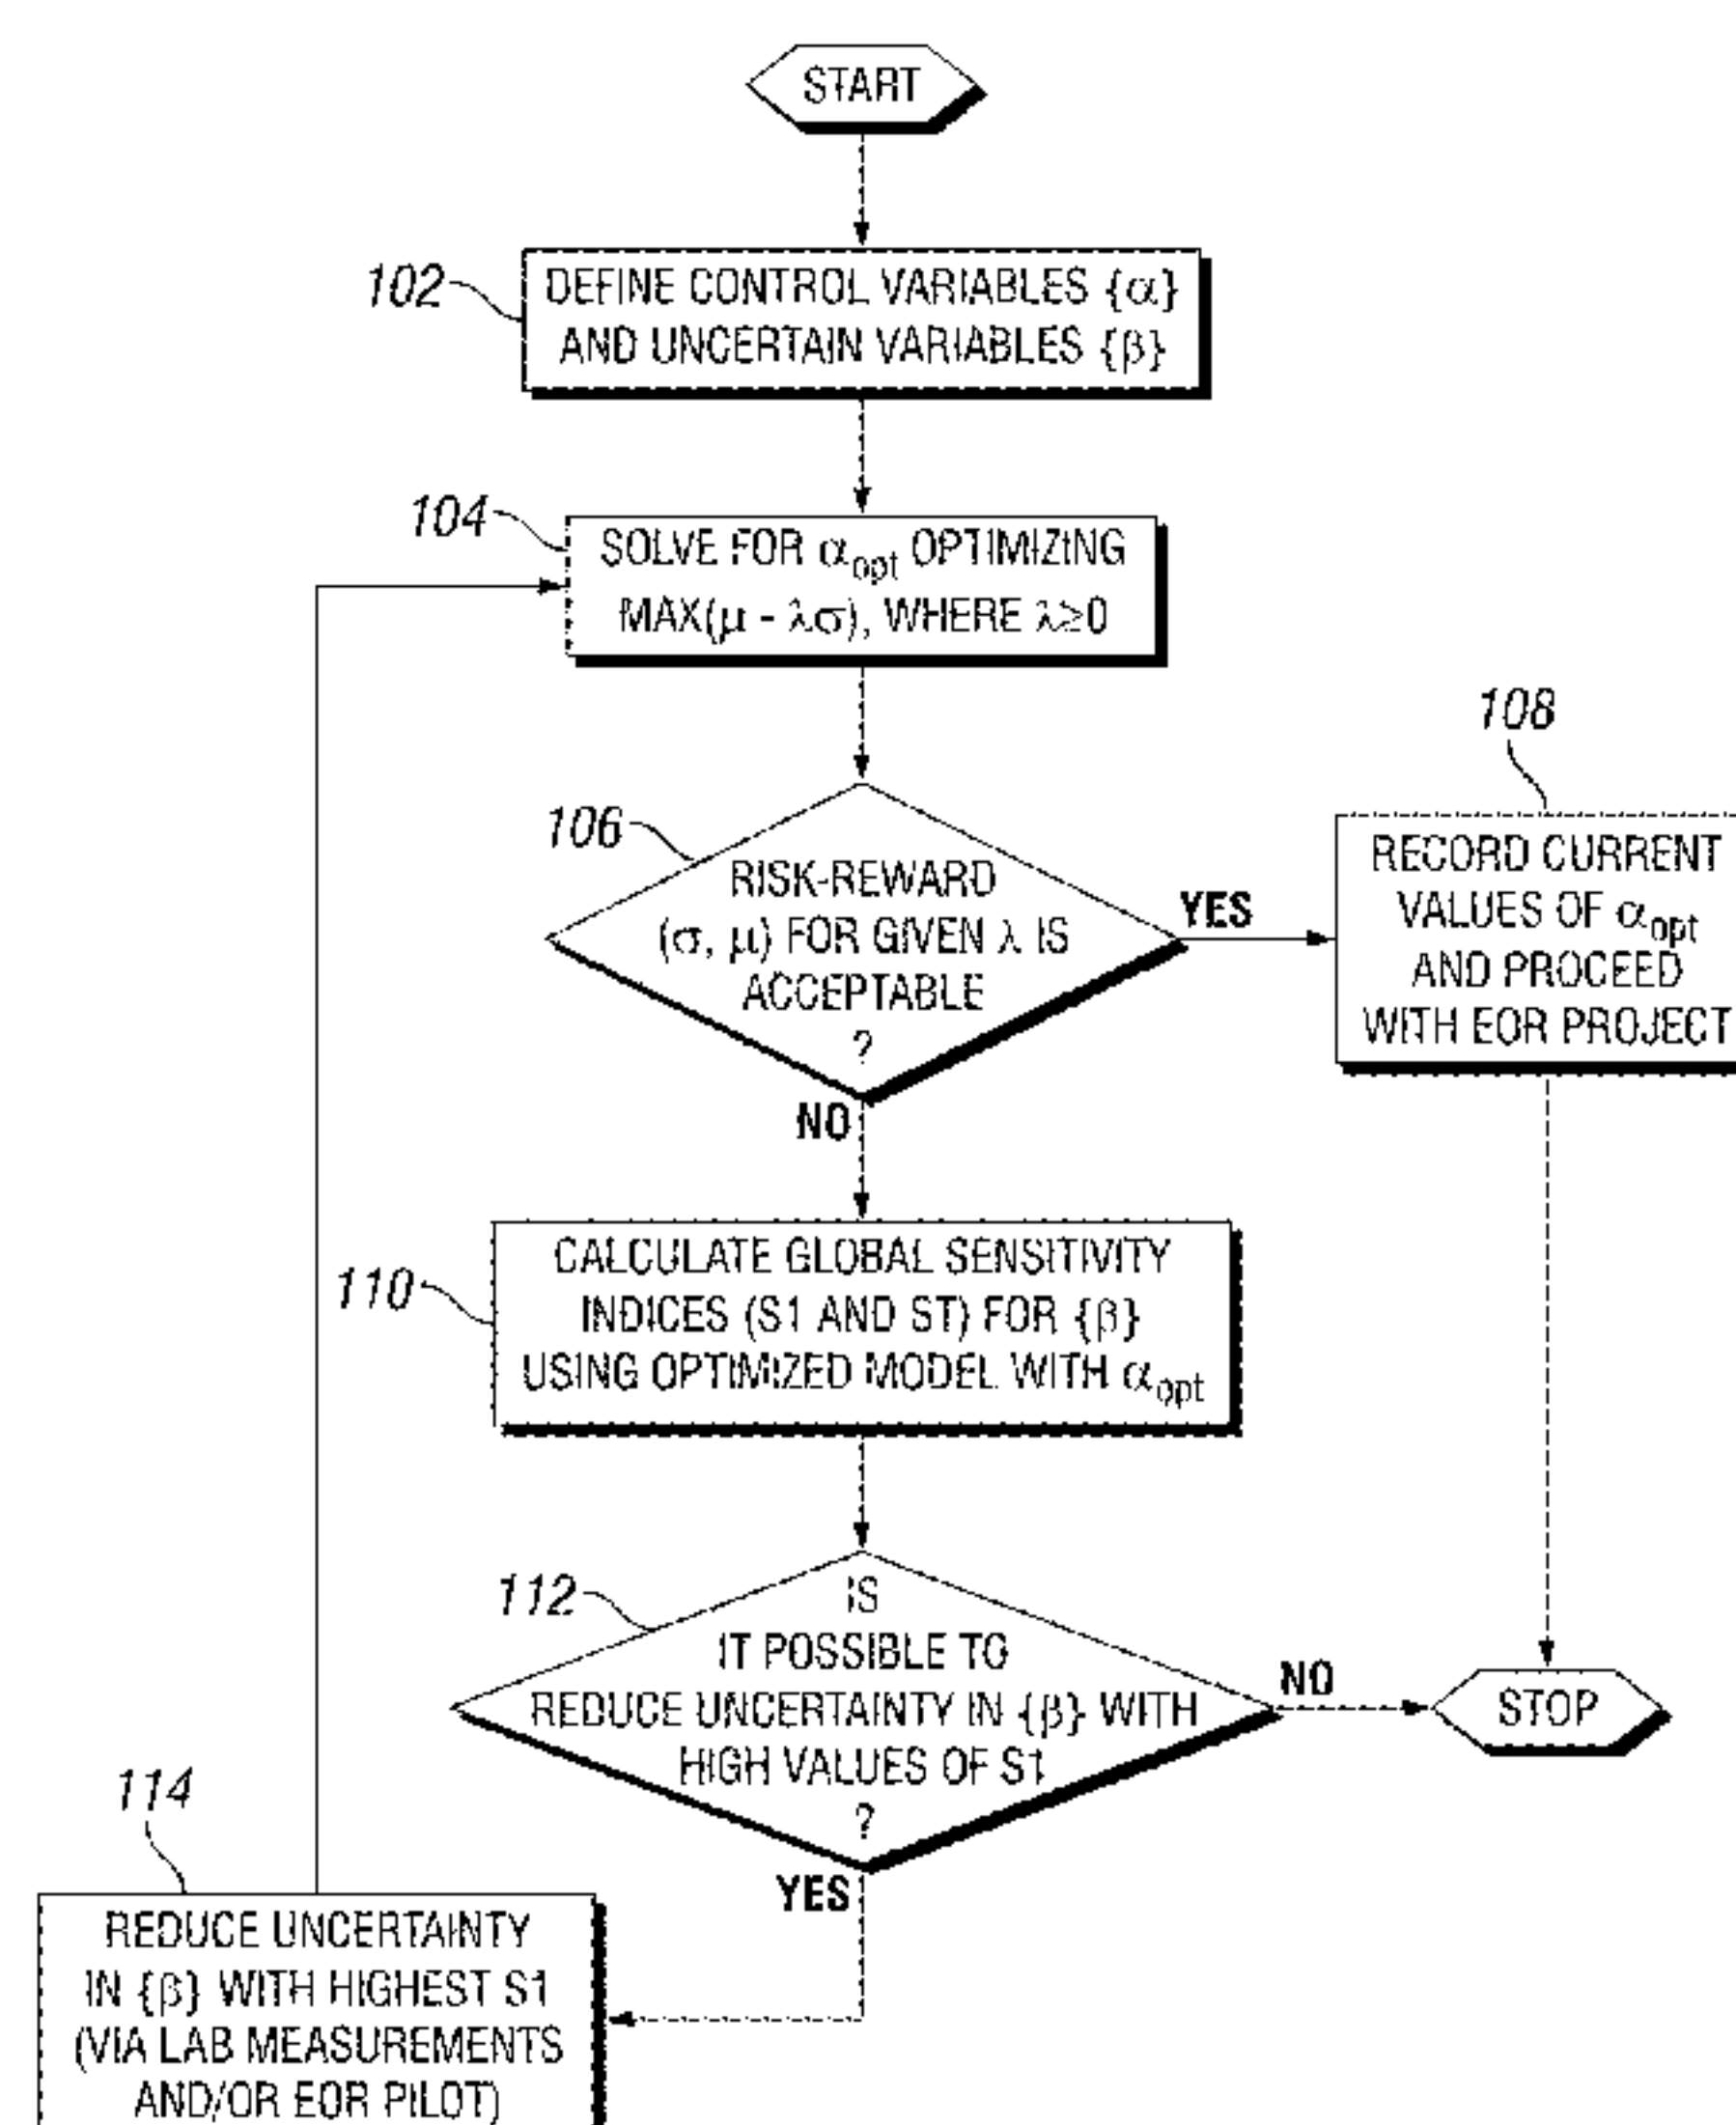 START
102
DEFINE CONTROL VARIABLES {α}
AND UNCERTAIN VARIABLES {β}
104
SOLVE FOR αopt OPTIMIZING
MAX(μ - λσ), WHERE λ≥0
106
RISK-REWARD
(σ, μ) FOR GIVEN λ IS
ACCEPTABLE
?
YES
108
RECORD CURRENT
VALUES OF αopt
AND PROCEED
WITH EOR PROJECT
NO
110
CALCULATE GLOBAL SENSITIVITY
INDICES (S1 AND ST) FOR {β}
USING OPTIMIZED MODEL WITH αopt
112
IS
IT POSSIBLE TO
REDUCE UNCERTAINTY IN {β} WITH
HIGH VALUES OF S1
?
NO
STOP
YES
114
REDUCE UNCERTAINTY
IN {β} WITH HIGHEST S1
(VIA LAB MEASUREMENTS
AND/OR EOR PILOT)